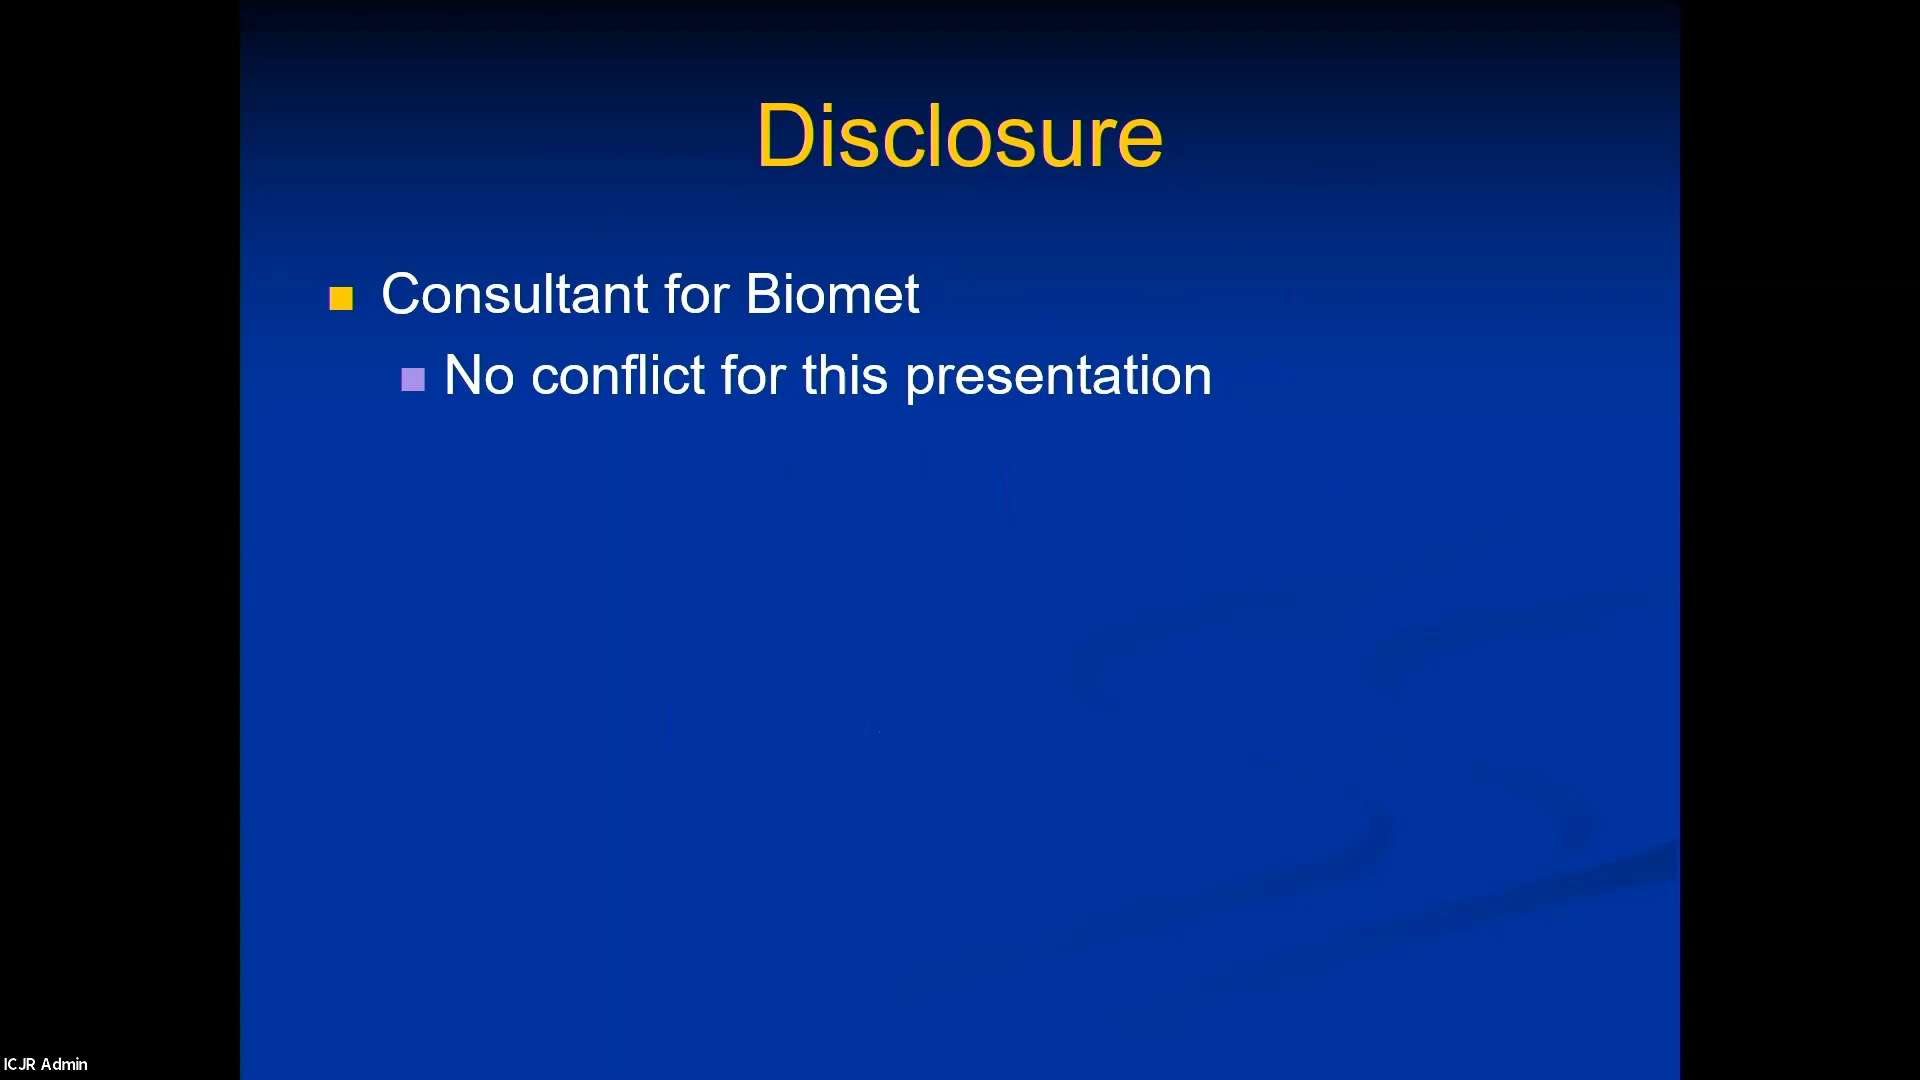 Disclosure
Consultant for Biomet
No conflict for this presentation
ICJR Admin